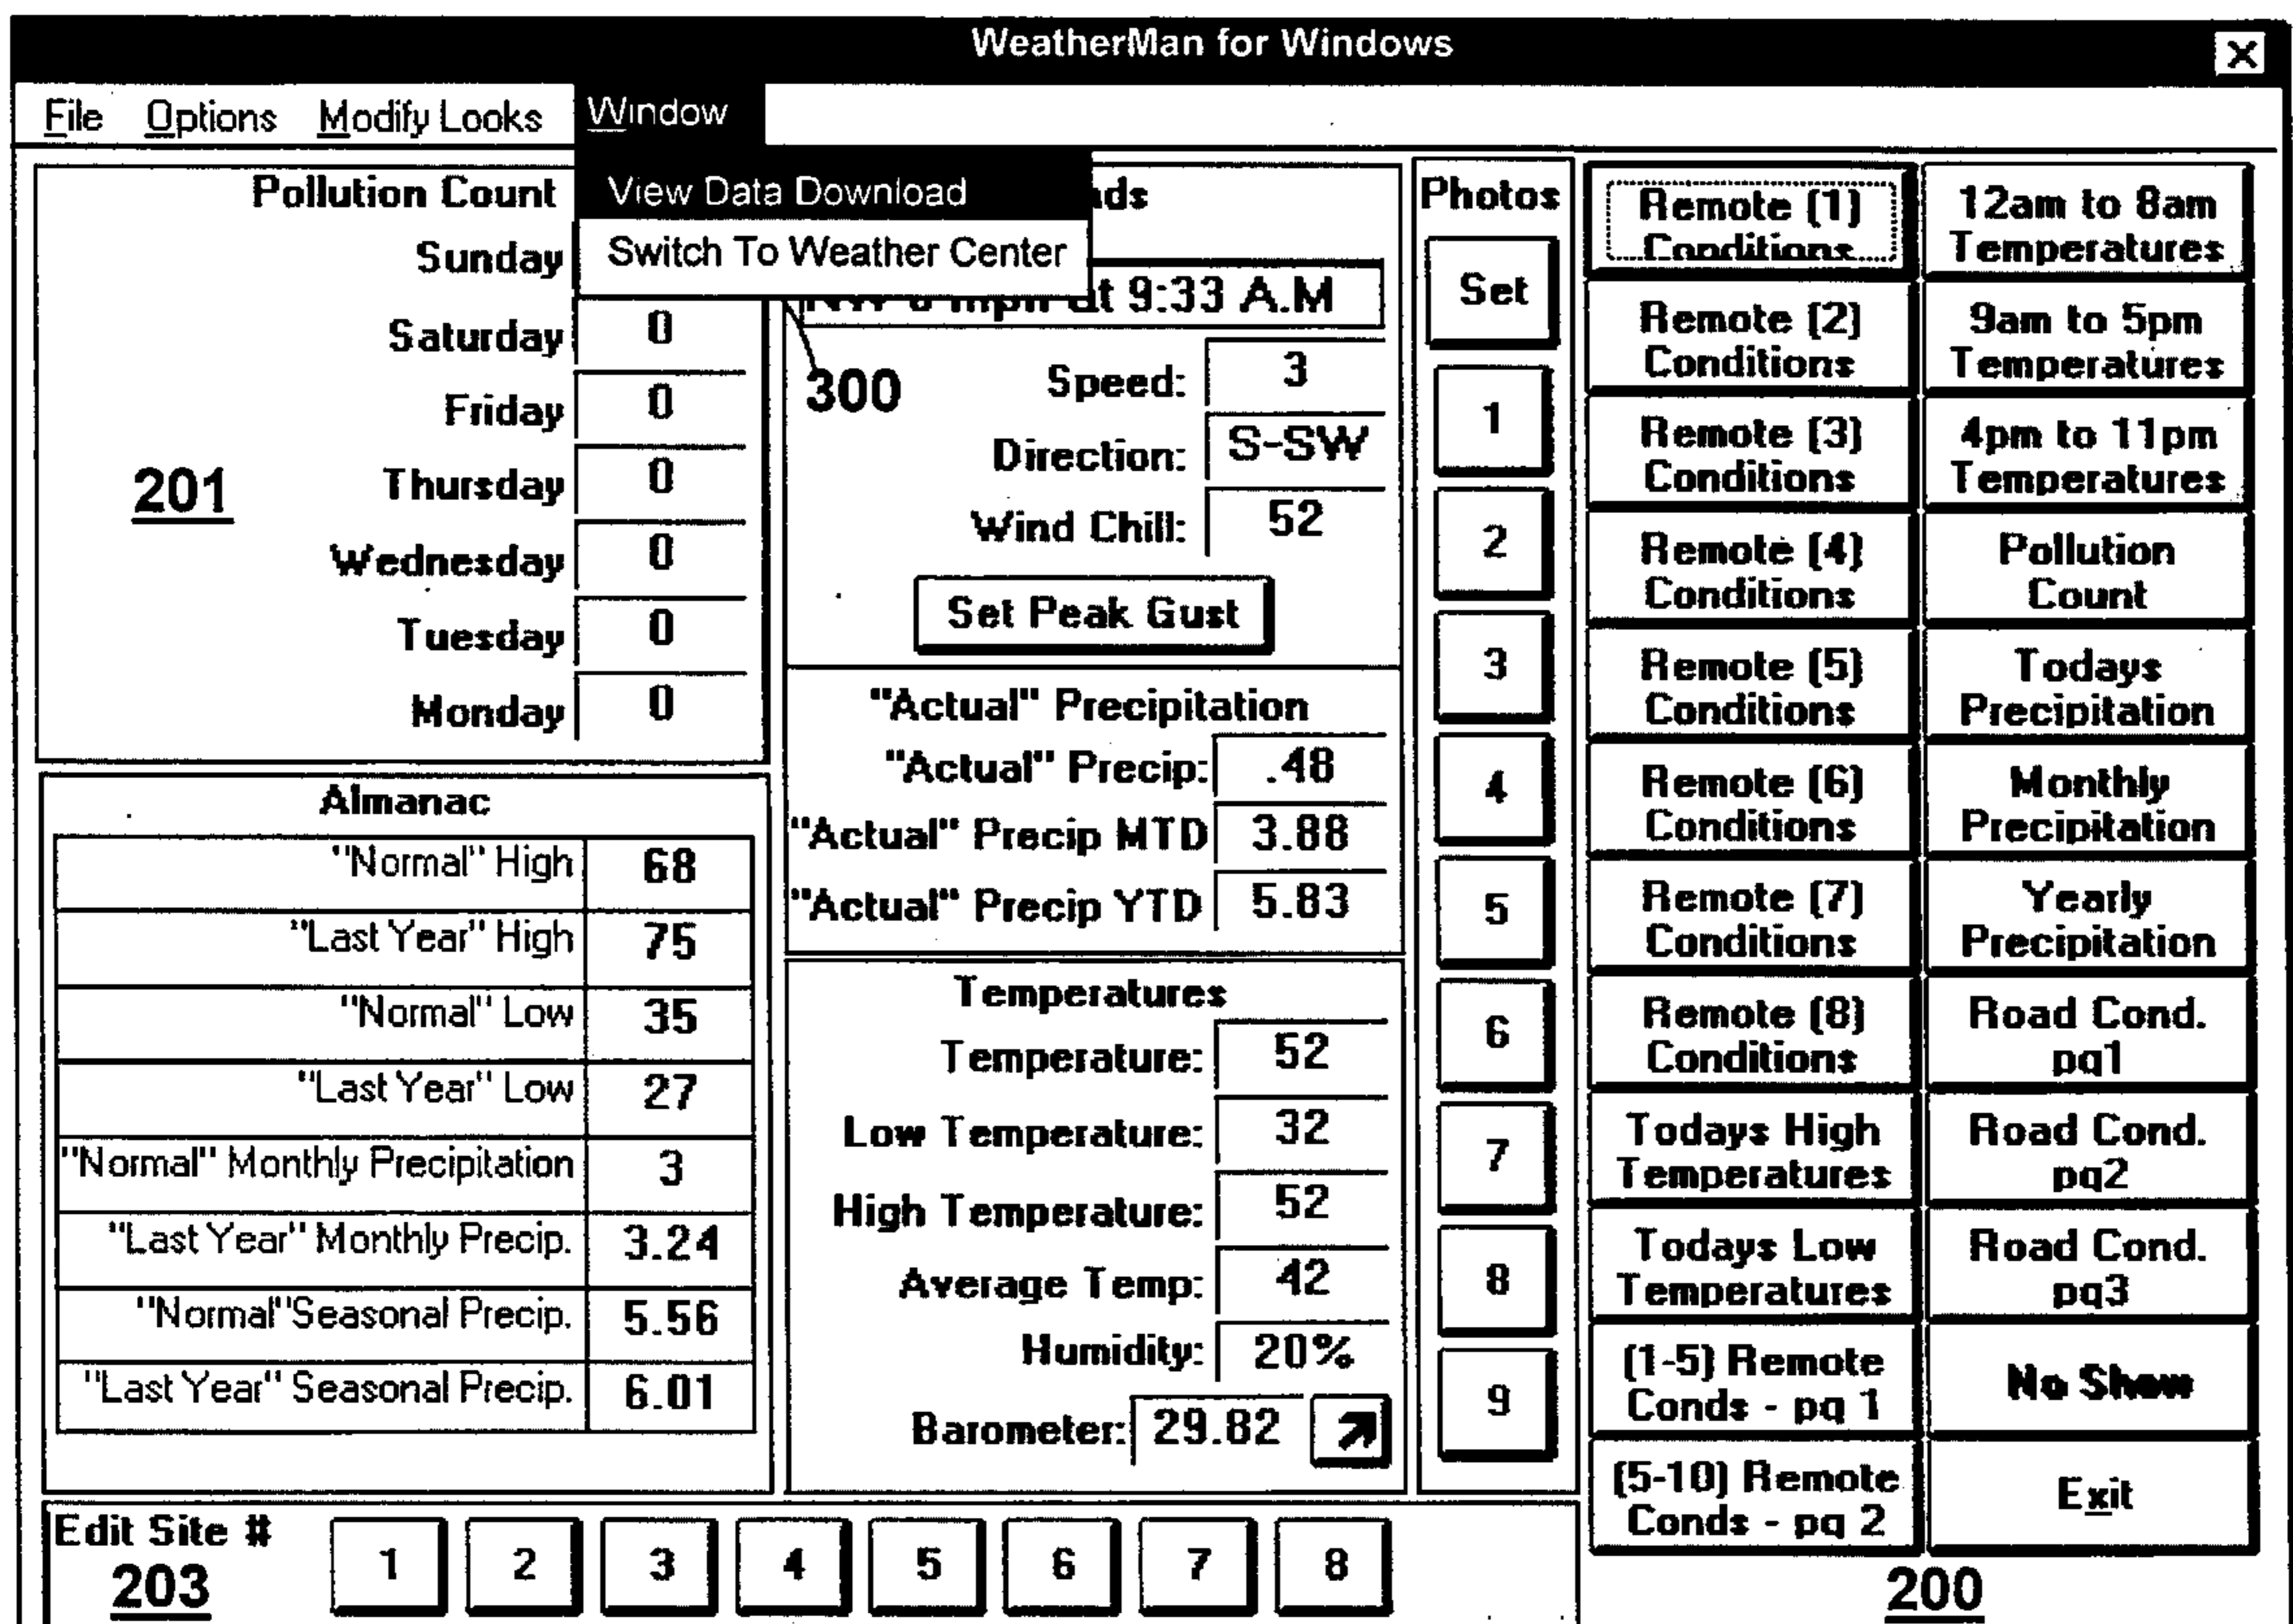 WeatherMan for Windows
File Options Modify Looks Window
View Data Download
Switch To Weather Center
Pollution Count
Sunday
Saturday 0
Friday 0
Thursday 0
Wednesday 0
Tuesday 0
Monday 0
201
Almanac
"Normal" High 68
"Last Year" High 75
"Normal" Low 35
"Last Year" Low 27
"Normal" Monthly Precipitation 3
"Last Year" Monthly Precip. 3.24
"Normal"Seasonal Precip. 5.56
"Last Year" Seasonal Precip. 6.01
at 9:33 A.M
300
Speed: 3
Direction: S-SW
Wind Chill: 52
Set Peak Gust
"Actual" Precipitation
"Actual" Precip: .48
"Actual" Precip MTD 3.88
"Actual" Precip YTD 5.83
Temperatures
Temperature: 52
Low Temperature: 32
High Temperature: 52
Average Temp: 42
Humidity: 20%
Barometer: 29.82
Photos
Set
1
2
3
4
5
6
7
8
9
Remote (1)
Conditions
Remote (2)
Conditions
Remote (3)
Conditions
Remote (4)
Conditions
Remote (5)
Conditions
Remote (6)
Conditions
Remote (7)
Conditions
Remote (8)
Conditions
Todays High
Temperatures
Todays Low
Temperatures
(1-5) Remote
Conds - pg 1
(5-10) Remote
Conds - pg 2
12am to 8am
Temperatures
9am to 5pm
Temperatures
4pm to 11pm
Temperatures
Pollution
Count
Todays
Precipitation
Monthly
Precipitation
Yearly
Precipitation
Road Cond.
pg1
Road Cond.
pg2
Road Cond.
pg3
No Show
Exit
Edit Site #
203
1 2 3 4 5 6 7 8
200